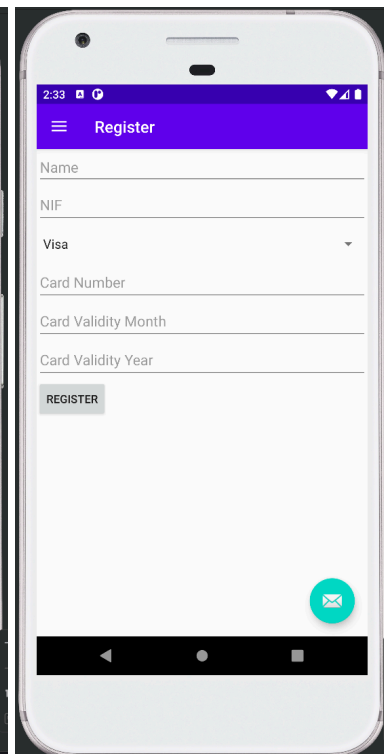 2:33
Register
Name
NIF
Visa
Card Number
Card Validity Month
Card Validity Year
REGISTER